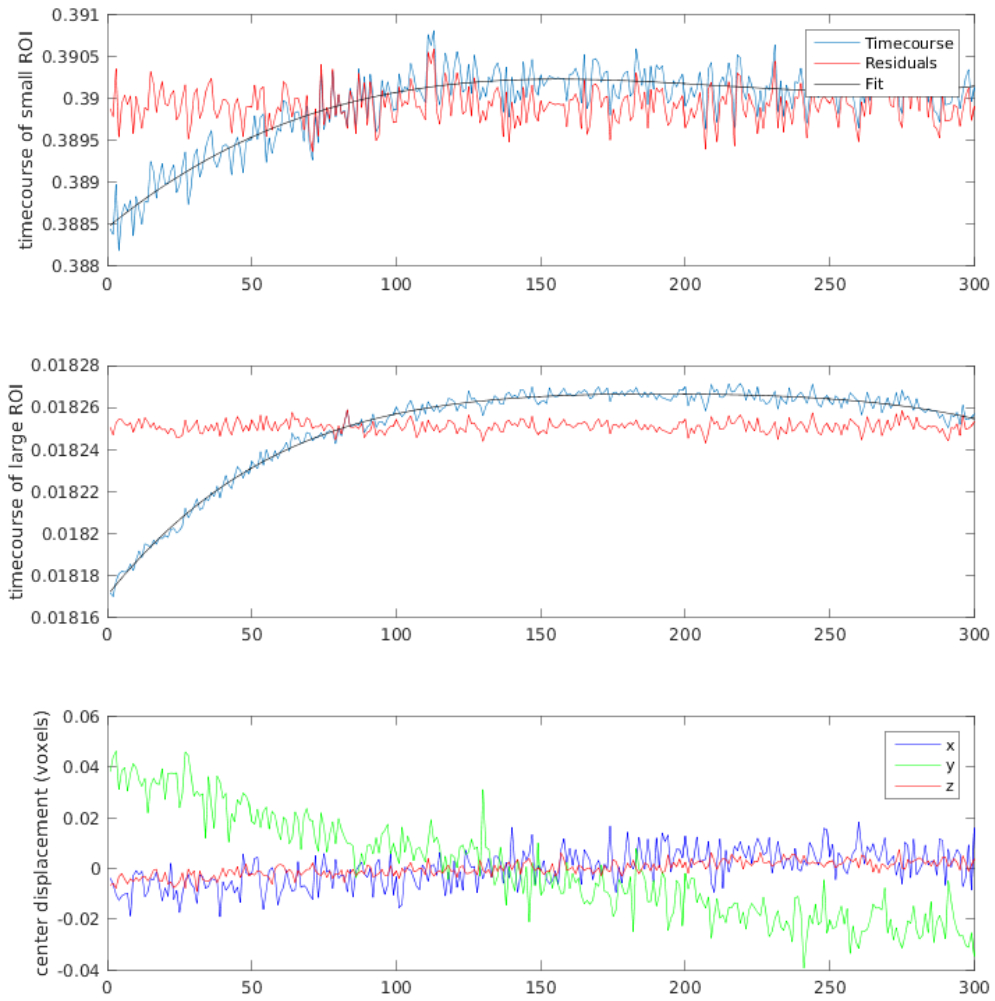 timecourse of small ROI
0.391
0.3905
0.39
0.3895
0.389
0.3885
0.388
0 50 100 150 200 250 300
Timecourse
Residuals
Fit
timecourse of large ROI
0.01828
0.01826
0.01824
0.01822
0.0182
0.01818
0.01816
0 50 100 150 200 250 300
center displacement (voxels)
0.06
0.04
0.02
0
-0.02
-0.04
0 50 100 150 200 250 300
x
y
z